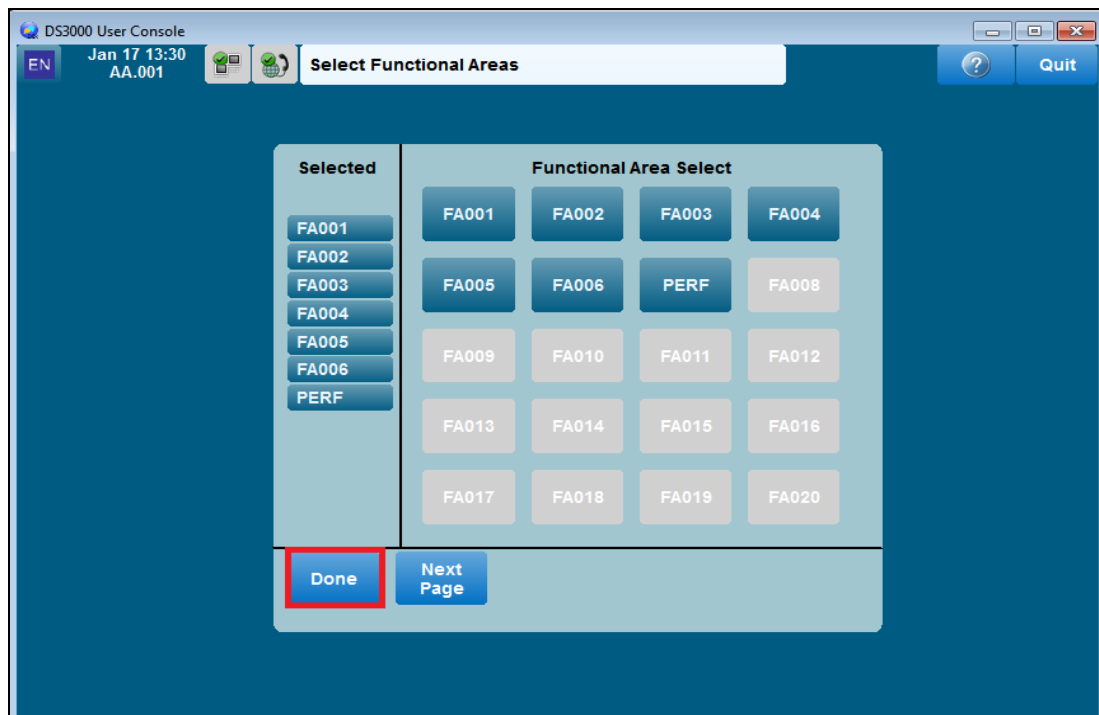 DS3000 User Console
EN
Jan 17 13:30
AA.001
Select Functional Areas
?
Quit
Selected
Functional Area Select
FA001
FA002
FA003
FA004
FA005
FA006
PERF
FA001 FA002 FA003 FA004
FA005 FA006 PERF FA008
FA009 FA010 FA011 FA012
FA013 FA014 FA015 FA016
FA017 FA018 FA019 FA020
Done
Next
Page